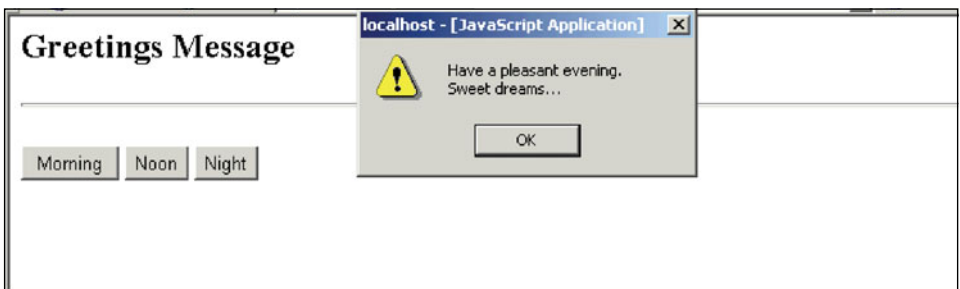 Greetings Message
localhost - [JavaScript Application]
Have a pleasant evening.
Sweet dreams...
OK
Morning Noon Night